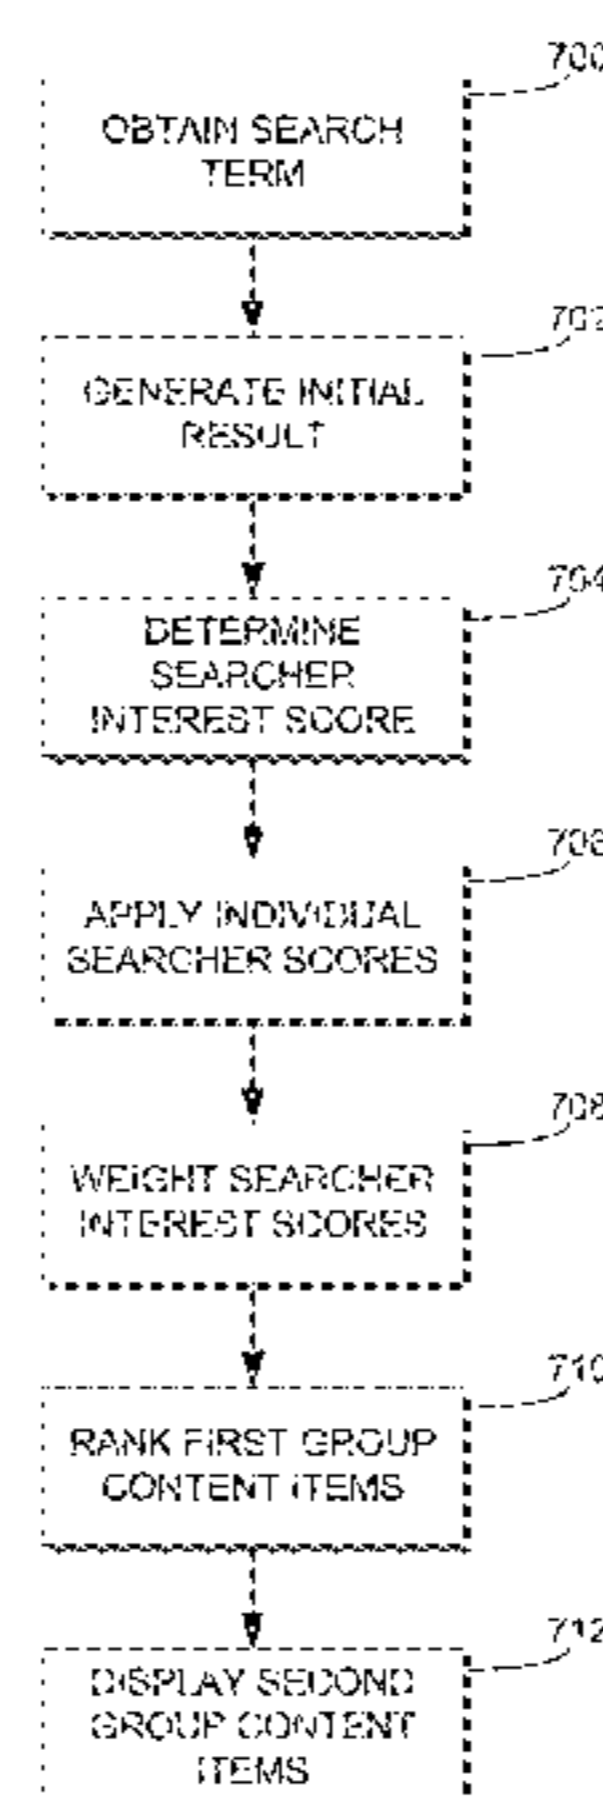 700
OBTAIN SEARCH
TERM
702
GENERATE INITIAL
RESULT
704
DETERMINE
SEARCHER
INTEREST SCORE
706
APPLY INDIVIDUAL
SEARCHER SCORES
708
WEIGHT SEARCHER
INTEREST SCORES
710
RANK FIRST GROUP
CONTENT ITEMS
712
DISPLAY SECOND
GROUP CONTENT
ITEMS